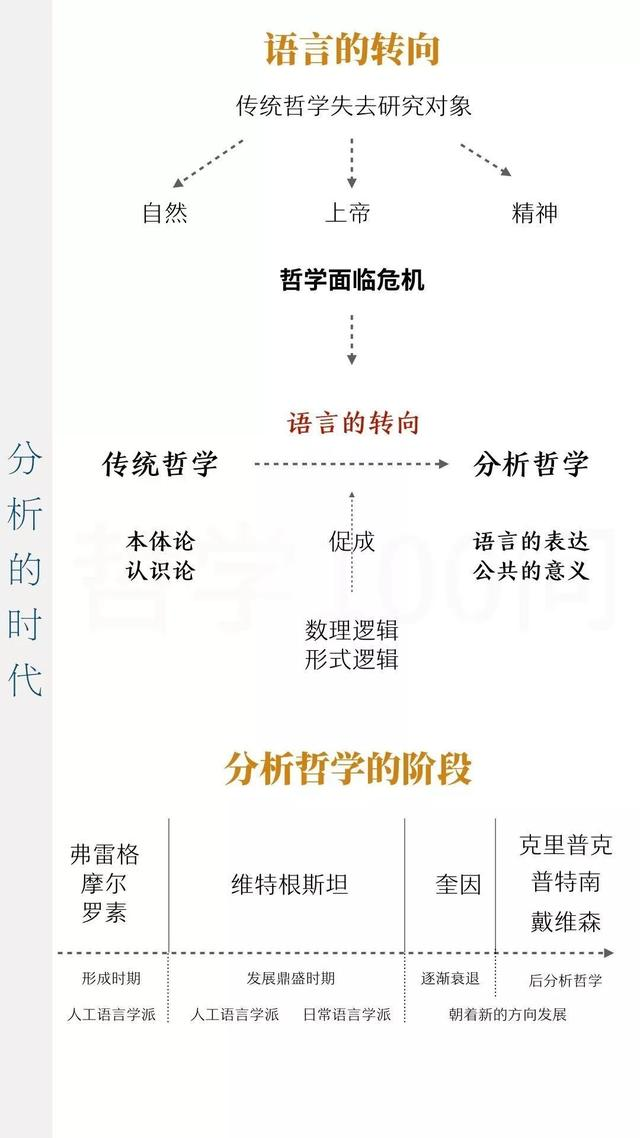 语言的转向
传统哲学失去研究对象
自然 上帝 精神
哲学面临危机
语言的转向
传统哲学 分析哲学
本体论 促成 语言的表达
认识论 公共的意义
数理逻辑
形式逻辑
分析的时代
哲学100问
分析哲学的阶段
弗雷格
摩尔
罗素
维特根斯坦
奎因
克里普克
普特南
戴维森
形成时期 发展鼎盛时期 逐渐衰退 后分析哲学
人工语言学派 人工语言学派 日常语言学派 朝着新的方向发展